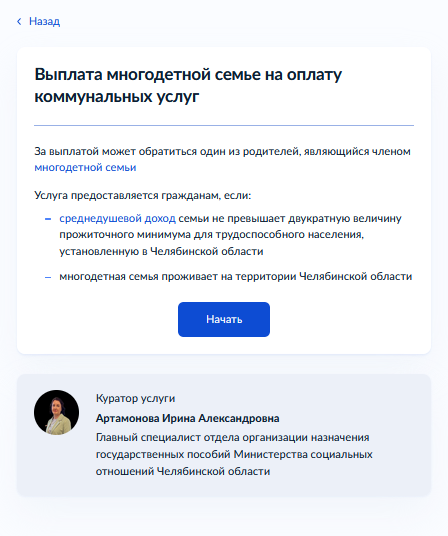 Назад
Выплата многодетной семье на оплату
коммунальных услуг
За выплатой может обратиться один из родителей, являющийся членом
многодетной семьи
Услуга предоставляется гражданам, если:
– среднедушевой доход семьи не превышает двукратную величину
прожиточного минимума для трудоспособного населения,
установленную в Челябинской области
– многодетная семья проживает на территории Челябинской области
Начать
Куратор услуги
Артамонова Ирина Александровна
Главный специалист отдела организации назначения
государственных пособий Министерства социальных
отношений Челябинской области